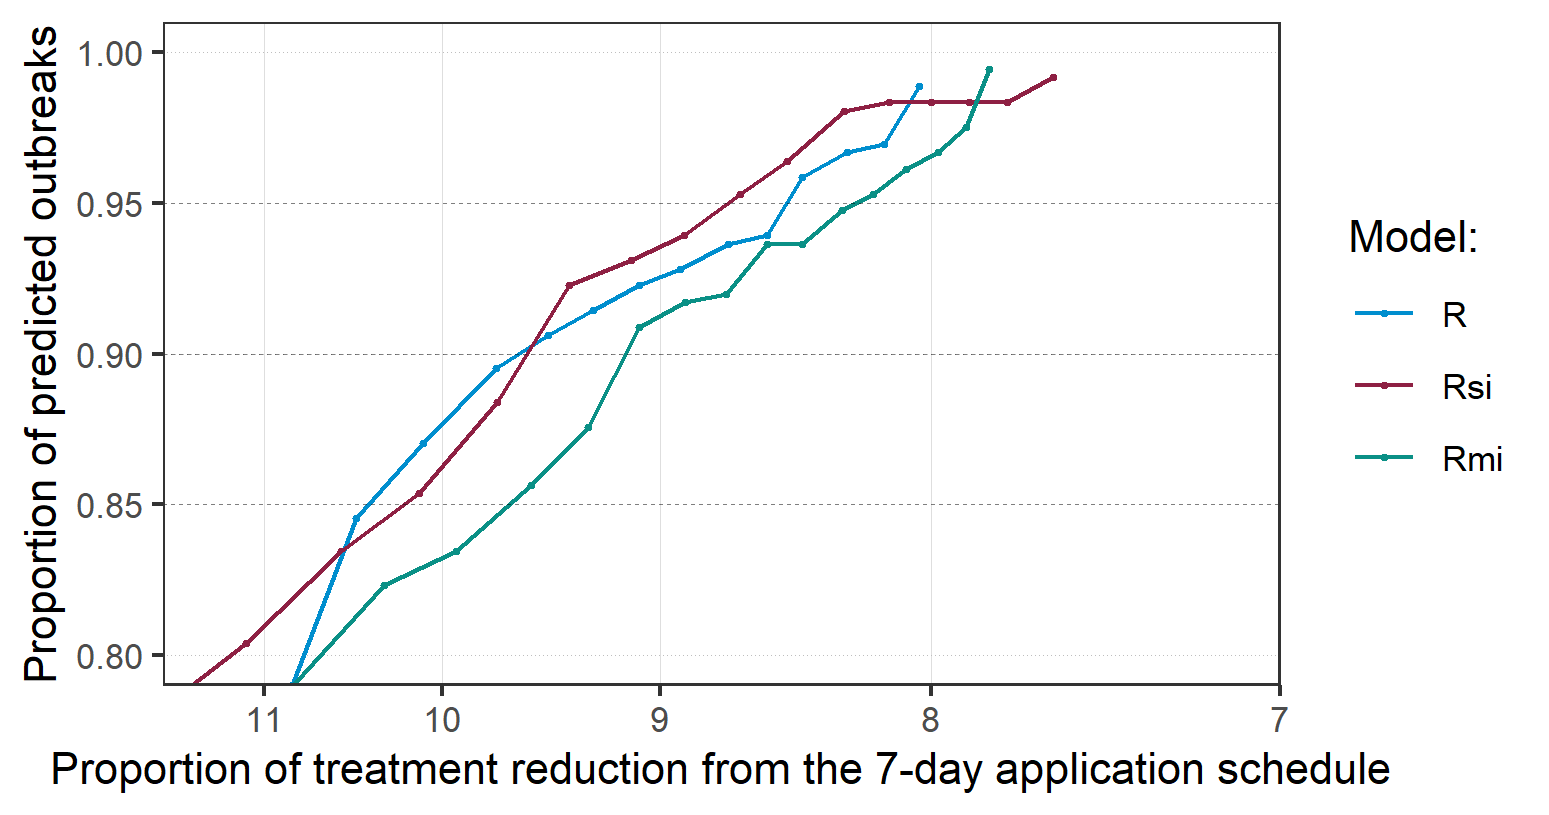 Proportion of predicted outbreaks
1.00
0.95
0.90
0.85
0.80
11 10 9 8 7
Proportion of treatment reduction from the 7-day application schedule
Model:
R
Rsi
Rmi